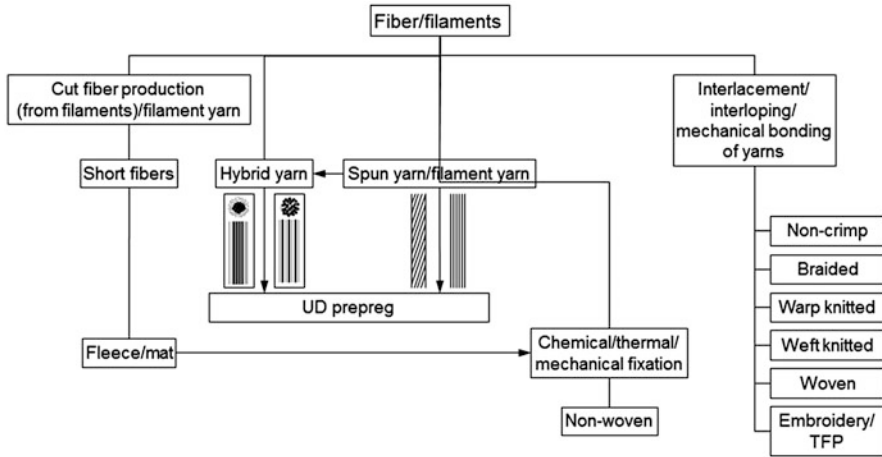 Fiber/filaments
Cut fiber production
(from filaments)/filament yarn
Interlacement/
interloping/
mechanical bonding
of yarns
Short fibers
Hybrid yarn
Spun yarn/filament yarn
Non-crimp
Braided
UD prepreg
Warp knitted
Fleece/mat
Chemical/thermal/
mechanical fixation
Weft knitted
Woven
Non-woven
Embroidery/
TFP